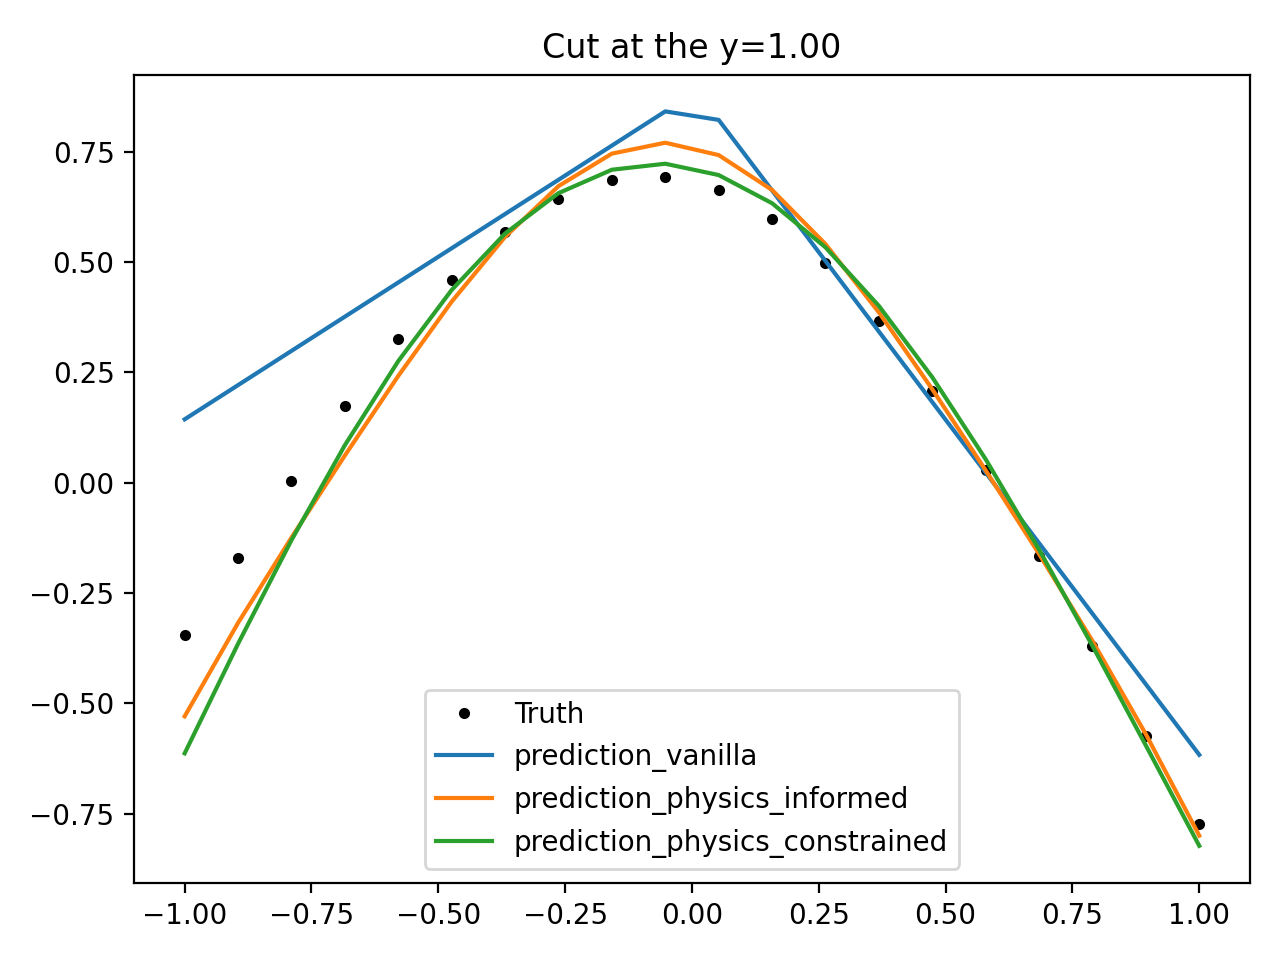 Cut at the y=1.00
0.75
0.50
0.25
0.00
−0.25
−0.50
−0.75
Truth
prediction_vanilla
prediction_physics_informed
prediction_physics_constrained
−1.00 −0.75 −0.50 −0.25 0.00 0.25 0.50 0.75 1.00